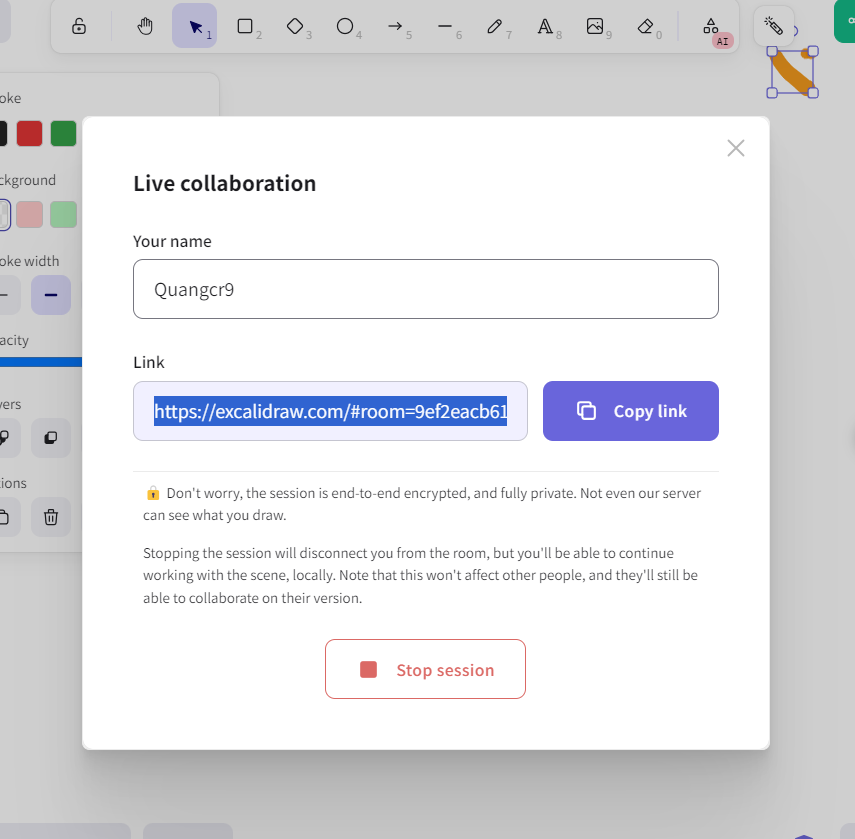 1
2
3
4
5
6
7
8
9
0
AI
oke
ckground
oke width
acity
yers
tions
Live collaboration
Your name
Quangcr9
Link
https://excalidraw.com/#room=9ef2eacb61
Copy link
🔒 Don't worry, the session is end-to-end encrypted, and fully private. Not even our server
can see what you draw.
Stopping the session will disconnect you from the room, but you'll be able to continue
working with the scene, locally. Note that this won't affect other people, and they'll still be
able to collaborate on their version.
Stop session